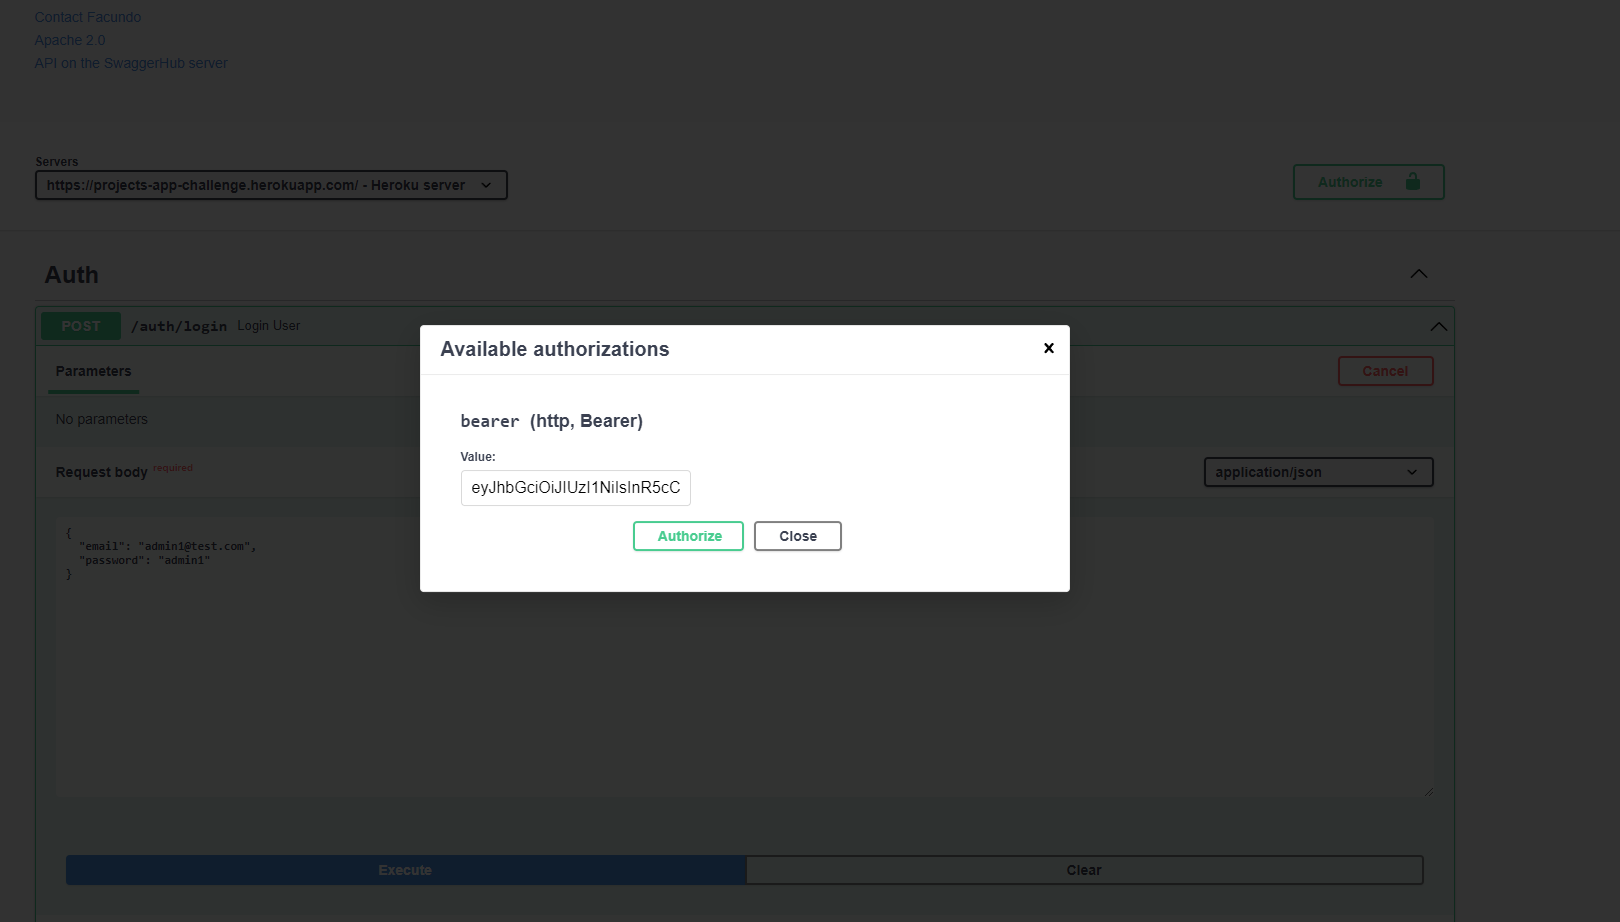 Contact Facundo
Apache 2.0
API on the SwaggerHub server
Servers
https://projects-app-challenge.herokuapp.com/ - Heroku server
Authorize
Auth
POST /auth/login Login User
Available authorizations
Parameters
Cancel
No parameters
bearer (http, Bearer)
Value:
Request body required
application/json
eyJhbGciOiJIUzI1NiIsInR5cC
Authorize Close
{
"email": "admin1@test.com",
"password": "admin1"
}
Execute
Clear